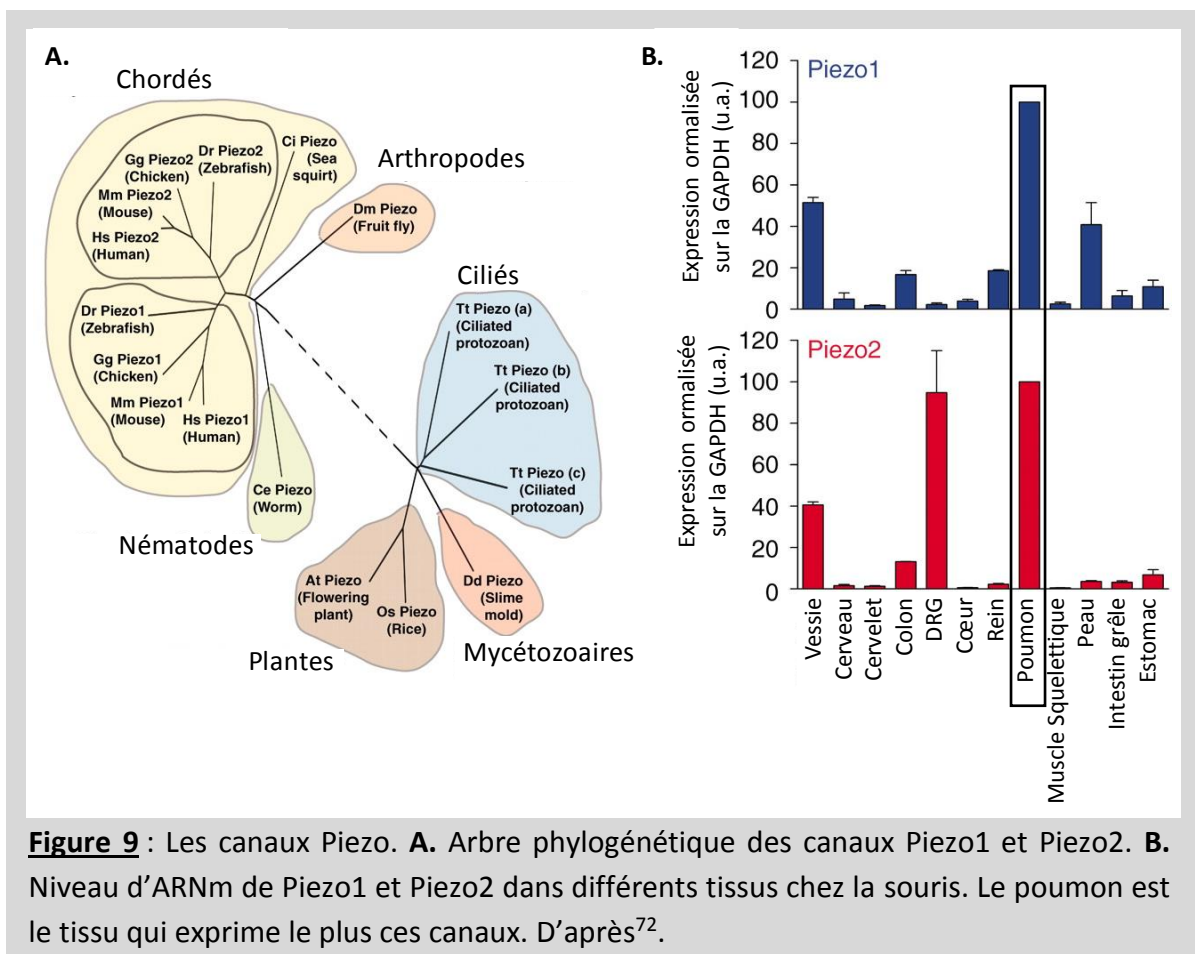 A.
Chordés
Gg Piezo2
(Chicken)
Dr Piezo2
(Zebrafish)
Ci Piezo
(Sea
squirt)
Mm Piezo2
(Mouse)
Hs Piezo2
(Human)
Dr Piezo1
(Zebrafish)
Gg Piezo1
(Chicken)
Mm Piezo1
(Mouse)
Hs Piezo1
(Human)
Arthropodes
Dm Piezo
(Fruit fly)
Ciliés
Tt Piezo (a)
(Ciliated
protozoan)
Tt Piezo (b)
(Ciliated
protozoan)
Tt Piezo (c)
(Ciliated
protozoan)
Ce Piezo
(Worm)
Nématodes
At Piezo
(Flowering
plant)
Os Piezo
(Rice)
Plantes
Dd Piezo
(Slime
mold)
Mycétozoaires
B.
Expression ormalisée
sur la GAPDH (u.a.)
120
100
80
60
40
20
0
Piezo1
Expression ormalisée
sur la GAPDH (u.a.)
120
100
80
60
40
20
0
Piezo2
Vessie
Cerveau
Cervelet
Colon
DRG
Cœur
Rein
Poumon
Muscle Squelettique
Peau
Intestin grêle
Estomac
Figure 9 : Les canaux Piezo. A. Arbre phylogénétique des canaux Piezo1 et Piezo2. B.
Niveau d'ARNm de Piezo1 et Piezo2 dans différents tissus chez la souris. Le poumon est
le tissu qui exprime le plus ces canaux. D'après72.